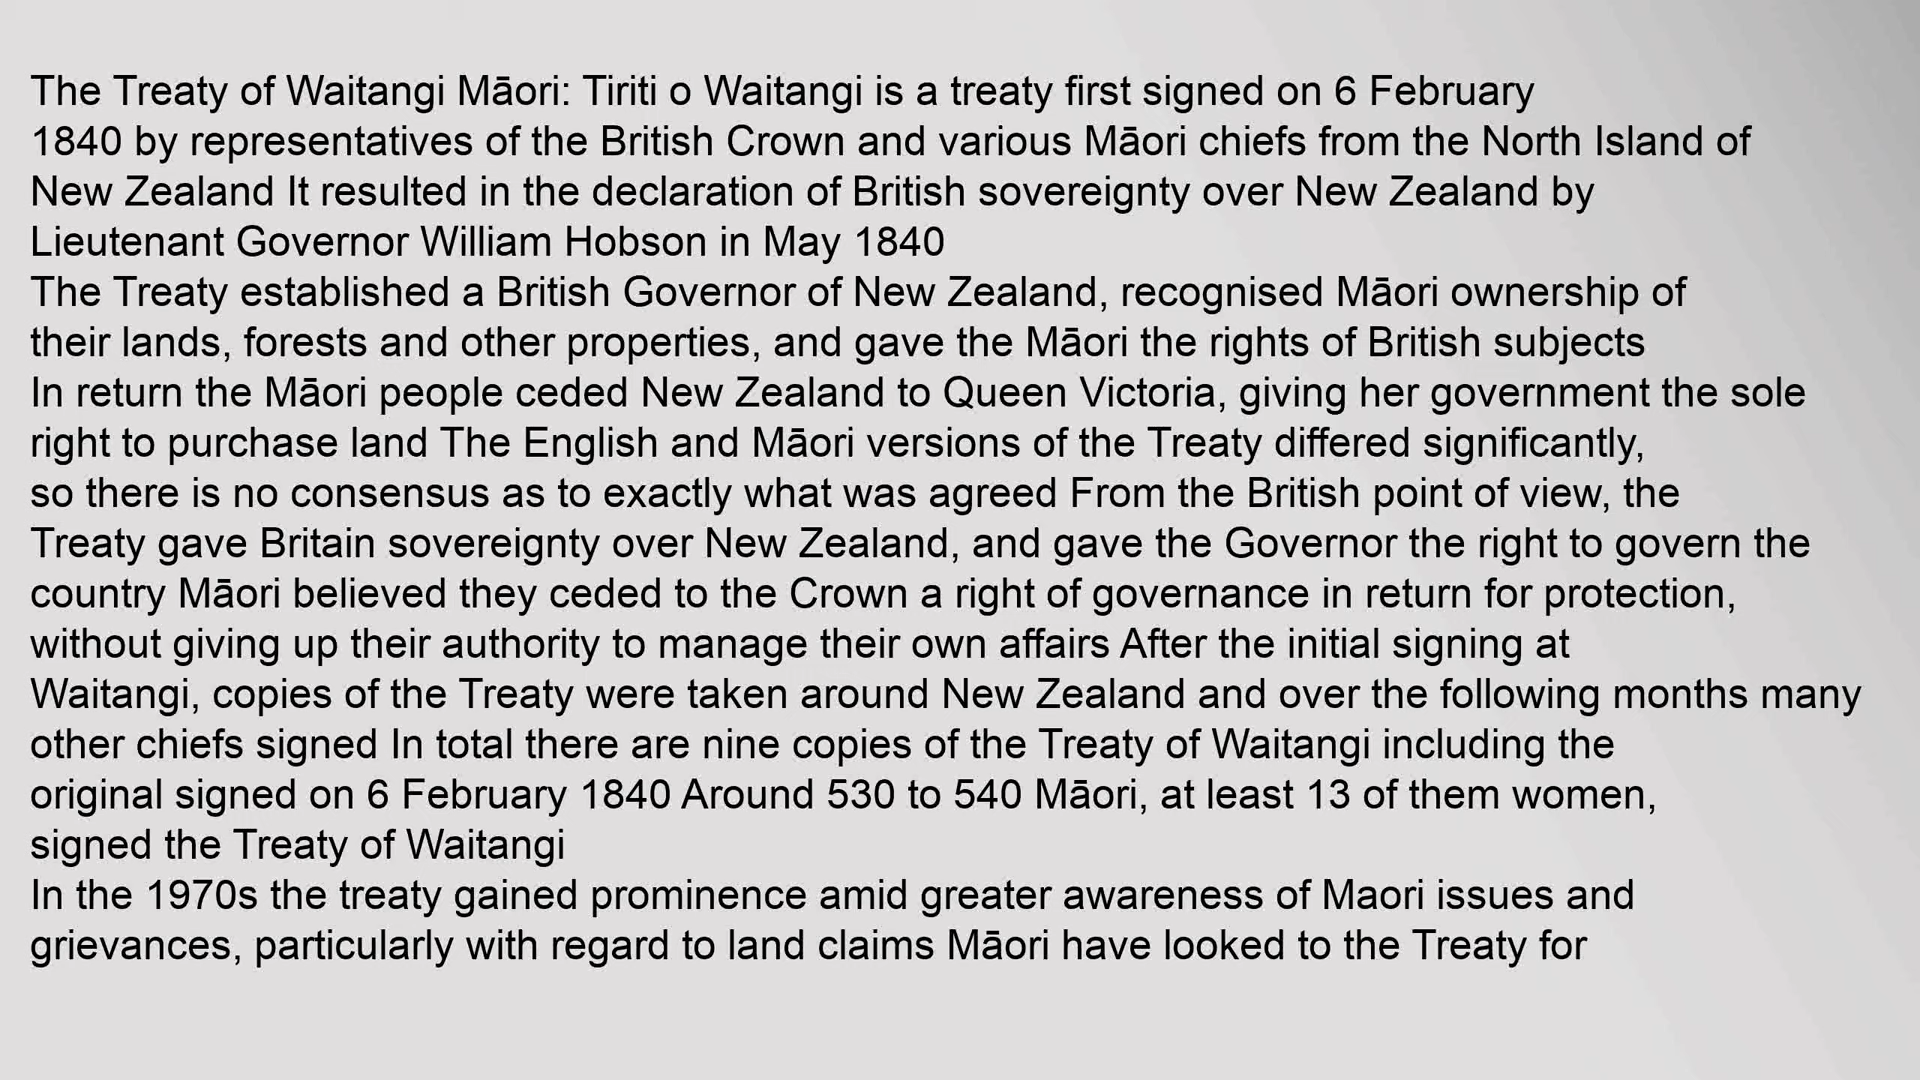 The Treaty of Waitangi Māori: Tiriti o Waitangi is a treaty first signed on 6 February
1840 by representatives of the British Crown and various Māori chiefs from the North Island of
New Zealand It resulted in the declaration of British sovereignty over New Zealand by
Lieutenant Governor William Hobson in May 1840
The Treaty established a British Governor of New Zealand, recognised Māori ownership of
their lands, forests and other properties, and gave the Māori the rights of British subjects
In return the Māori people ceded New Zealand to Queen Victoria, giving her government the sole
right to purchase land The English and Māori versions of the Treaty differed significantly,
so there is no consensus as to exactly what was agreed From the British point of view, the
Treaty gave Britain sovereignty over New Zealand, and gave the Governor the right to govern the
country Māori believed they ceded to the Crown a right of governance in return for protection,
without giving up their authority to manage their own affairs After the initial signing at
Waitangi, copies of the Treaty were taken around New Zealand and over the following months many
other chiefs signed In total there are nine copies of the Treaty of Waitangi including the
original signed on 6 February 1840 Around 530 to 540 Māori, at least 13 of them women,
signed the Treaty of Waitangi
In the 1970s the treaty gained prominence amid greater awareness of Maori issues and
grievances, particularly with regard to land claims Māori have looked to the Treaty for